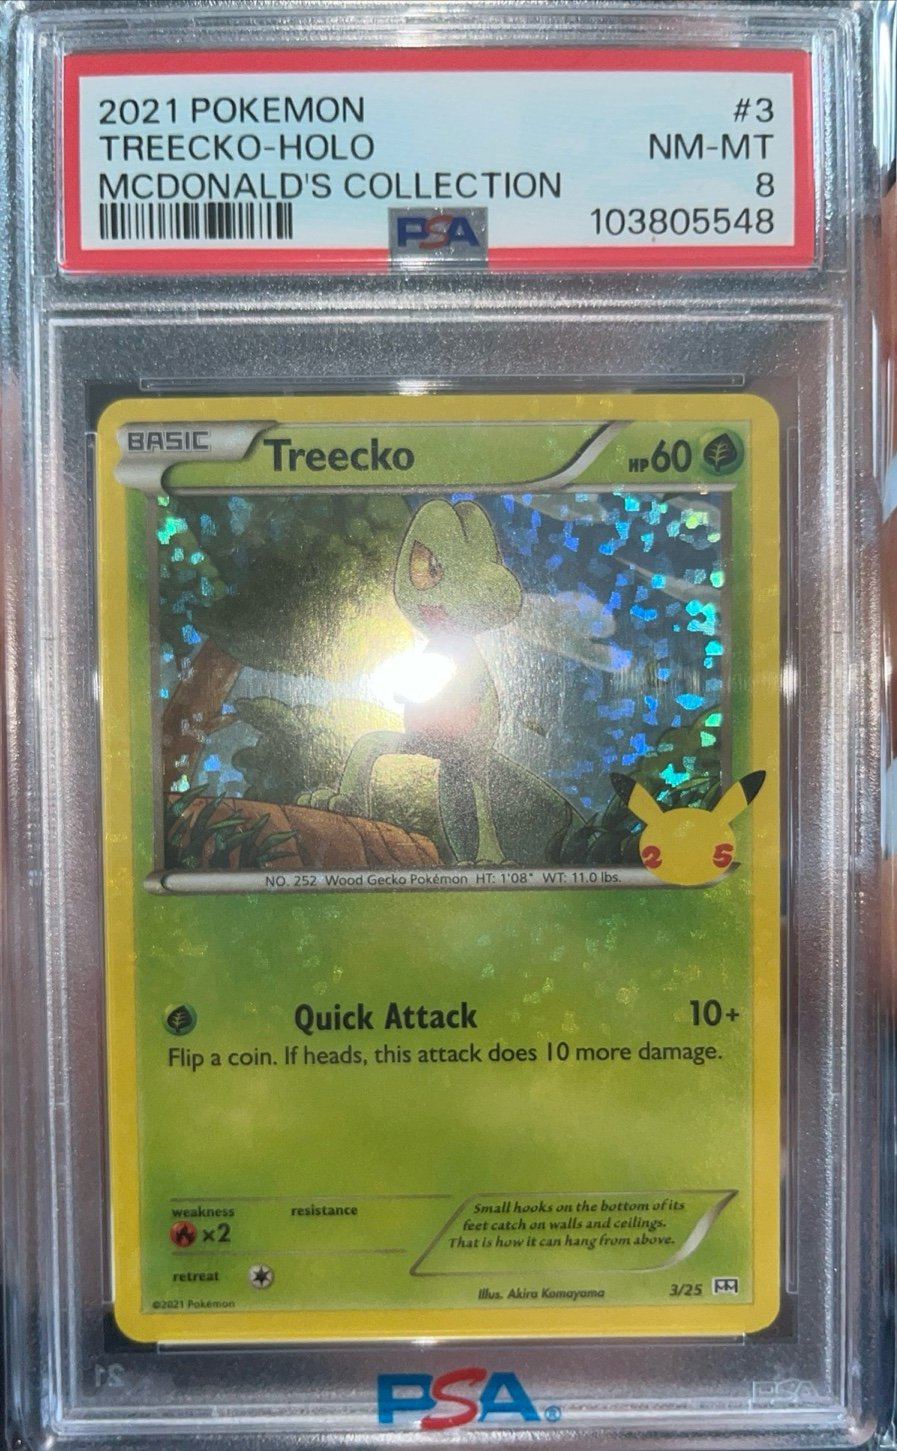 2021 POKEMON #3
TREECKO-HOLO NM-MT
MCDONALD'S COLLECTION 8
103805548
PSA
BASIC Treecko HP60
25
NO. 252 Wood Gecko Pokémon HT: 1'08" WT: 11.0 lbs.
Quick Attack 10+
Flip a coin. If heads, this attack does 10 more damage.
weakness resistance
×2
Small hooks on the bottom of its
feet catch on walls and ceilings.
That is how it can hang from above.
retreat
Illus. Akira Komayama 3/25
©2021 Pokémon
21
PSA
PSA®